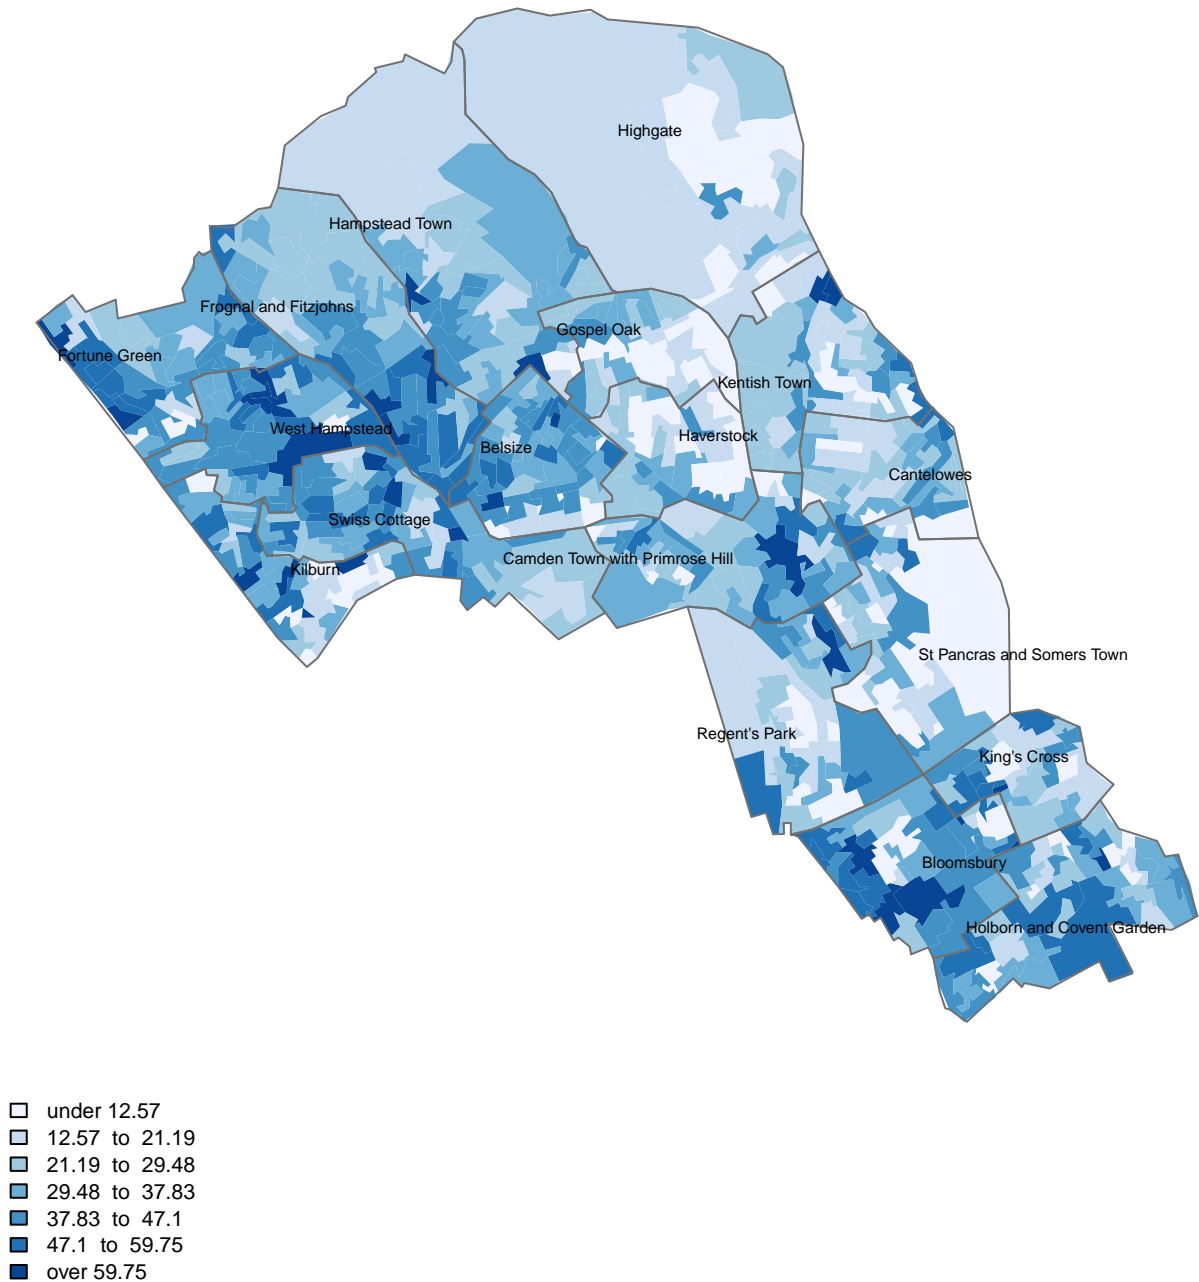 Highgate
Hampstead Town
Frognal and Fitzjohns
Gospel Oak
Fortune Green
Kentish Town
West Hampstead
Haverstock
Belsize
Cantelowes
Swiss Cottage
Camden Town with Primrose Hill
Kilburn
St Pancras and Somers Town
Regent's Park
King's Cross
Bloomsbury
Holborn and Covent Garden
under 12.57
12.57 to 21.19
21.19 to 29.48
29.48 to 37.83
37.83 to 47.1
47.1 to 59.75
over 59.75